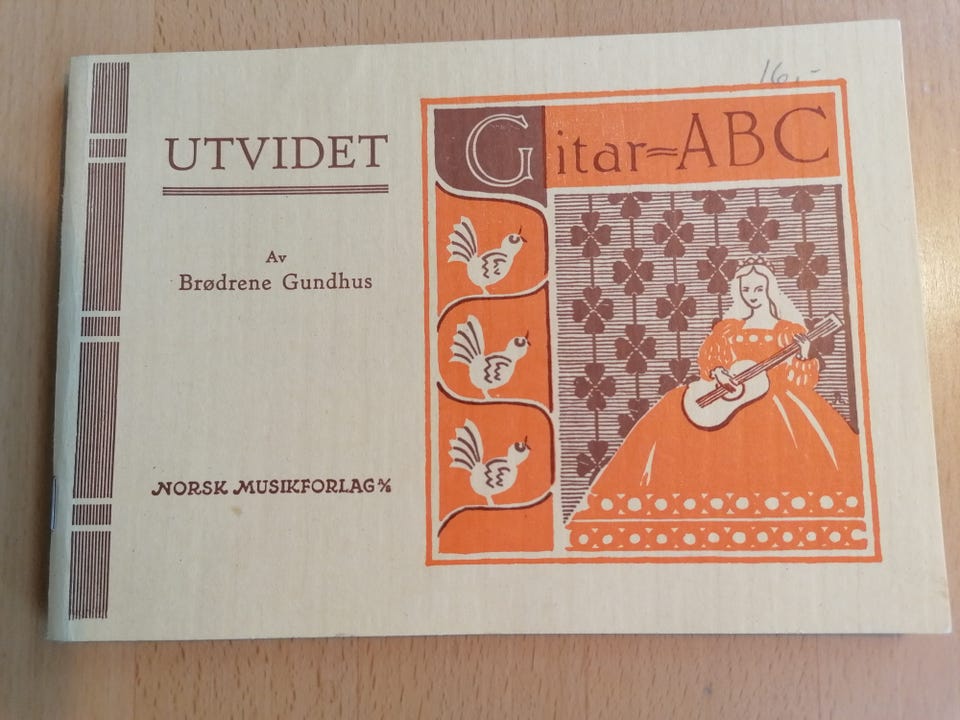 UTVIDET
Av
Brødrene Gundhus
NORSK MUSIKFORLAG A/S
Gitar=ABC
16,-